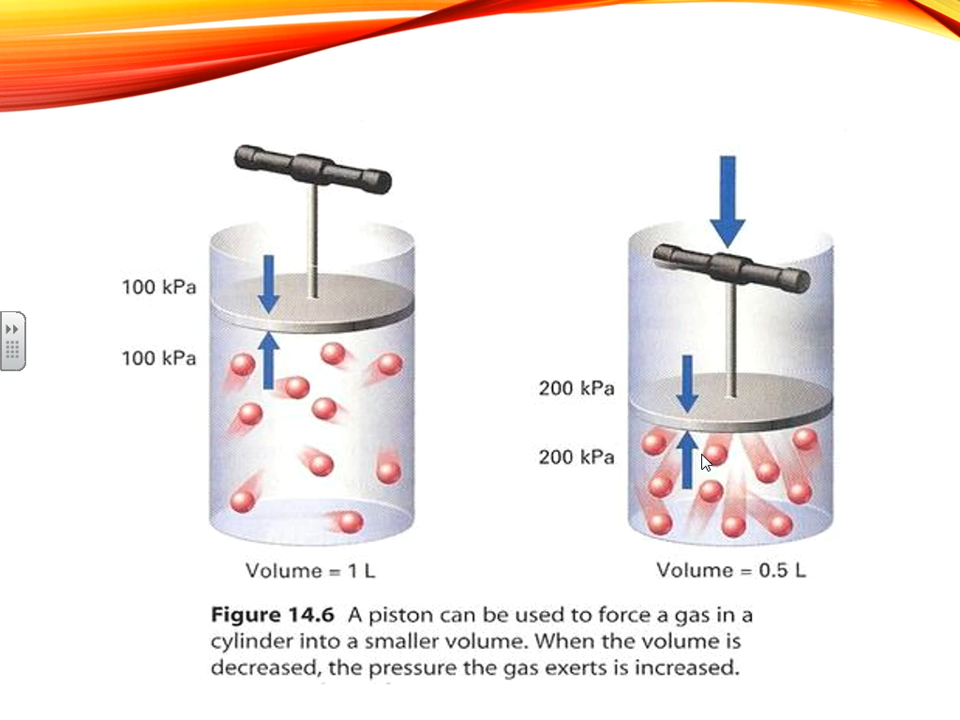 100 kPa
100 kPa
200 kPa
200 kPa
Volume = 1 L
Volume = 0.5 L
Figure 14.6 A piston can be used to force a gas in a
cylinder into a smaller volume. When the volume is
decreased, the pressure the gas exerts is increased.